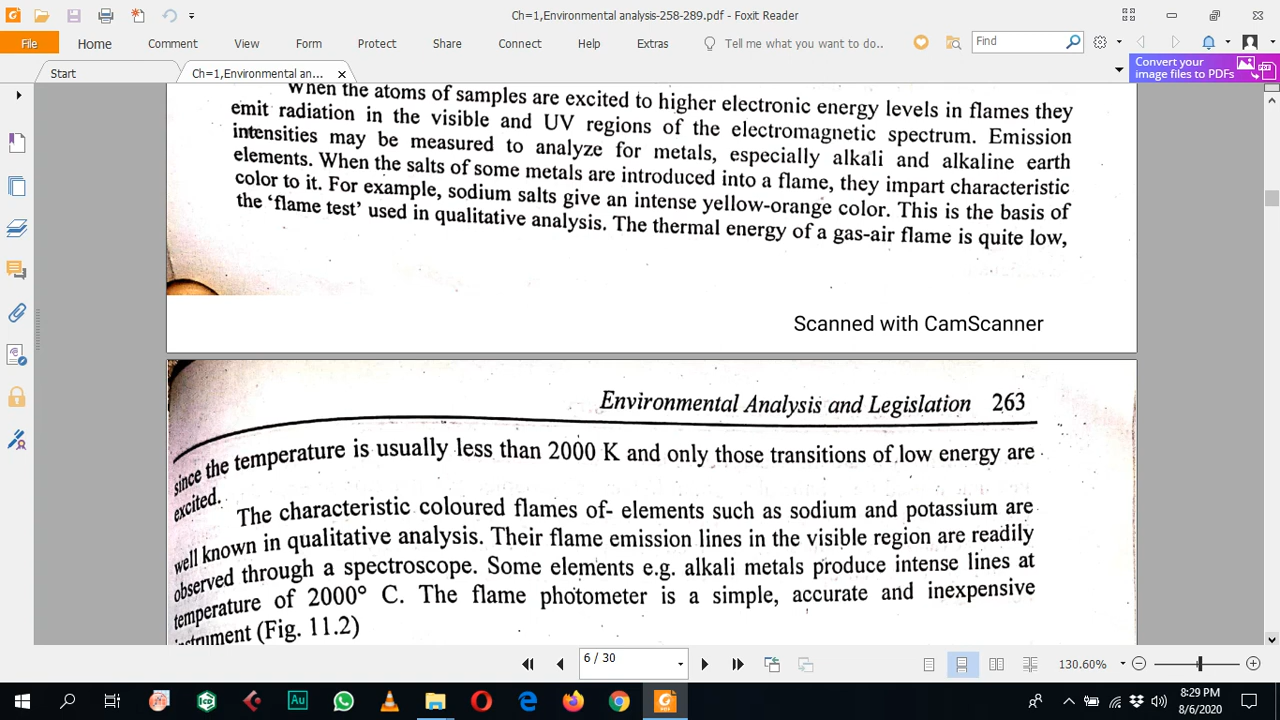 Ch=1,Environmental analysis-258-289.pdf - Foxit Reader
File Home Comment View Form Protect Share Connect Help Extras Tell me what you want to do.. Find
Start Ch=1,Environmental an...
Convert your
image files to PDFs
When the atoms of samples are excited to higher electronic energy levels in flames they
emit radiation in the visible and UV regions of the electromagnetic spectrum. Emission
intensities may be measured to analyze for metals, especially alkali and alkaline earth
elements. When the salts of some metals are introduced into a flame, they impart characteristic
color to it. For example, sodium salts give an intense yellow-orange color. This is the basis of
the ‘flame test’ used in qualitative analysis. The thermal energy of a gas-air flame is quite low,
Scanned with CamScanner
Environmental Analysis and Legislation 263
since the temperature is usually less than 2000 K and only those transitions of low energy are
excited.
The characteristic coloured flames of- elements such as sodium and potassium are
well known in qualitative analysis. Their flame emission lines in the visible region are readily
observed through a spectroscope. Some elements e.g. alkali metals produce intense lines at
temperature of 2000° C. The flame photometer is a simple, accurate and inexpensive
instrument (Fig. 11.2)
6 / 30
130.60%
Au
8:29 PM
8/6/2020